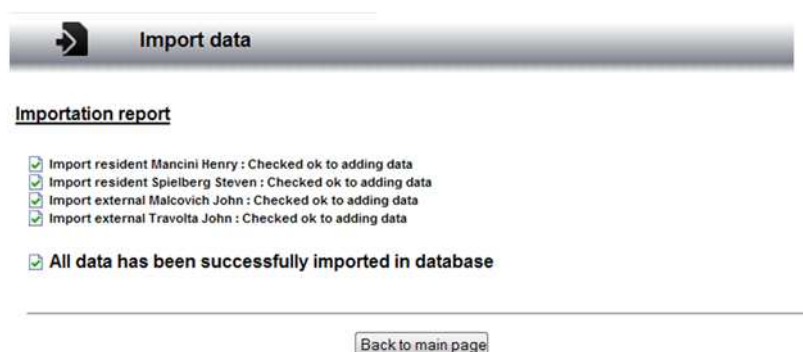 Import data
Importation report
Import resident Mancini Henry : Checked ok to adding data
Import resident Spielberg Steven : Checked ok to adding data
Import external Malcovich John : Checked ok to adding data
Import external Travolta John : Checked ok to adding data
All data has been successfully imported in database
Back to main page